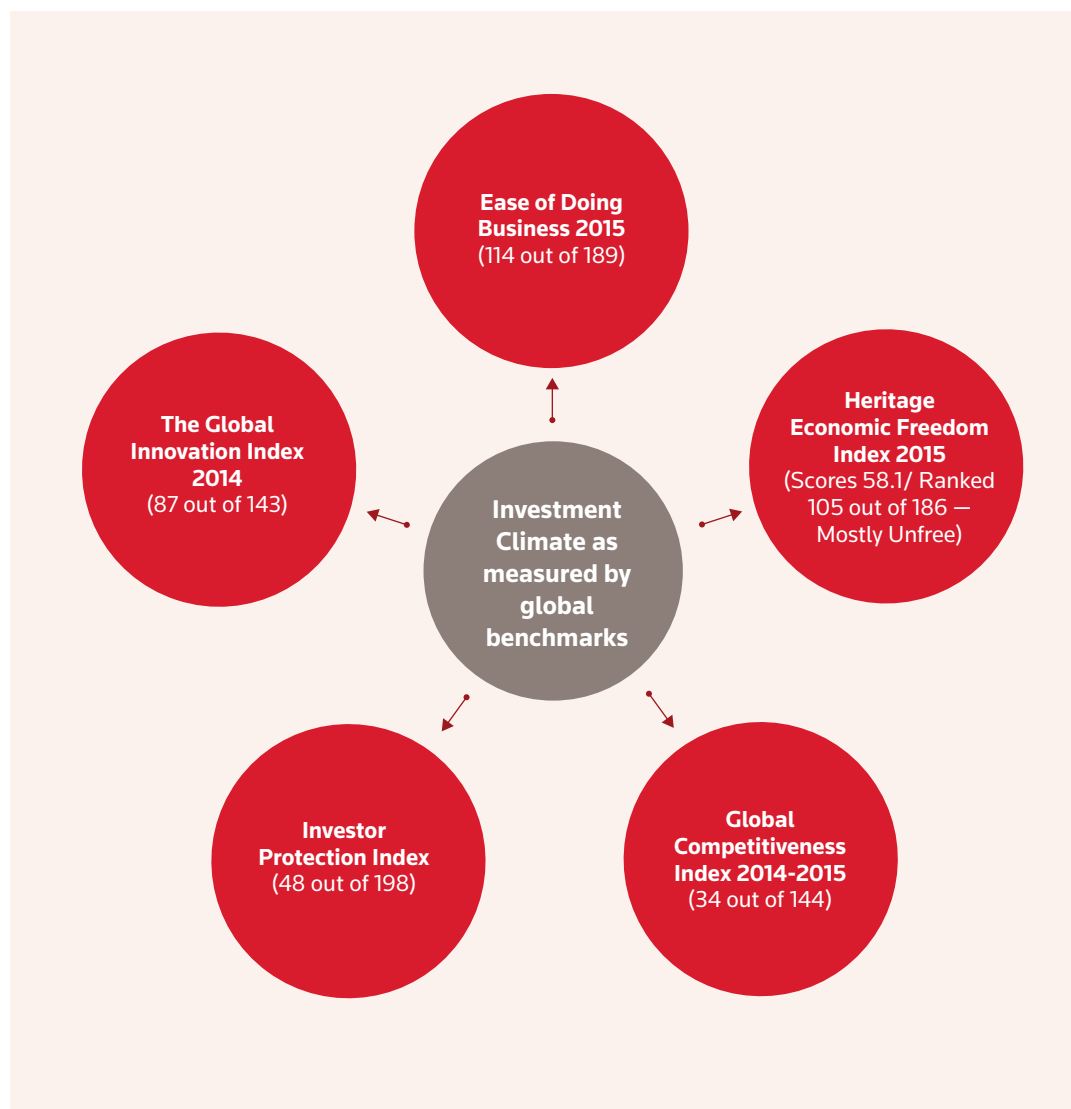 Ease of Doing
Business 2015
(114 out of 189)
The Global
Innovation Index
2014
(87 out of 143)
Heritage
Economic Freedom
Index 2015
(Scores 58.1/ Ranked
105 out of 186 —
Mostly Unfree)
Investment
Climate as
measured by
global
benchmarks
Investor
Protection Index
(48 out of 198)
Global
Competitiveness
Index 2014-2015
(34 out of 144)